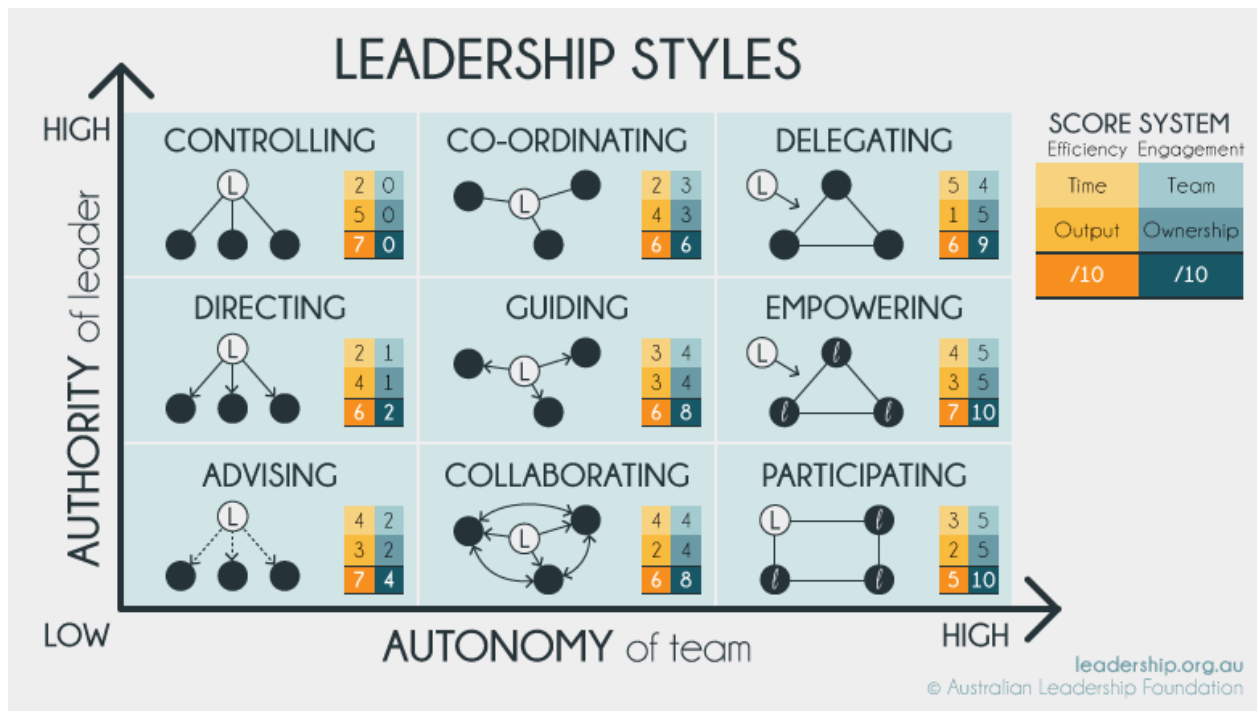 LEADERSHIP STYLES
HIGH
AUTHORITY of leader
LOW
CONTROLLING
L
2 0
5 0
7 0
CO-ORDINATING
L
2 3
4 3
6 6
DELEGATING
L
5 4
1 5
6 9
DIRECTING
L
2 1
4 1
6 2
GUIDING
L
3 4
3 4
6 8
EMPOWERING
L
ℓ
ℓ ℓ
4 5
3 5
7 10
ADVISING
L
4 2
3 2
7 4
COLLABORATING
L
4 4
2 4
6 8
PARTICIPATING
L ℓ
ℓ ℓ
3 5
2 5
5 10
SCORE SYSTEM
Efficiency Engagement
Time Team
Output Ownership
/10 /10
AUTONOMY of team
HIGH
leadership.org.au
© Australian Leadership Foundation